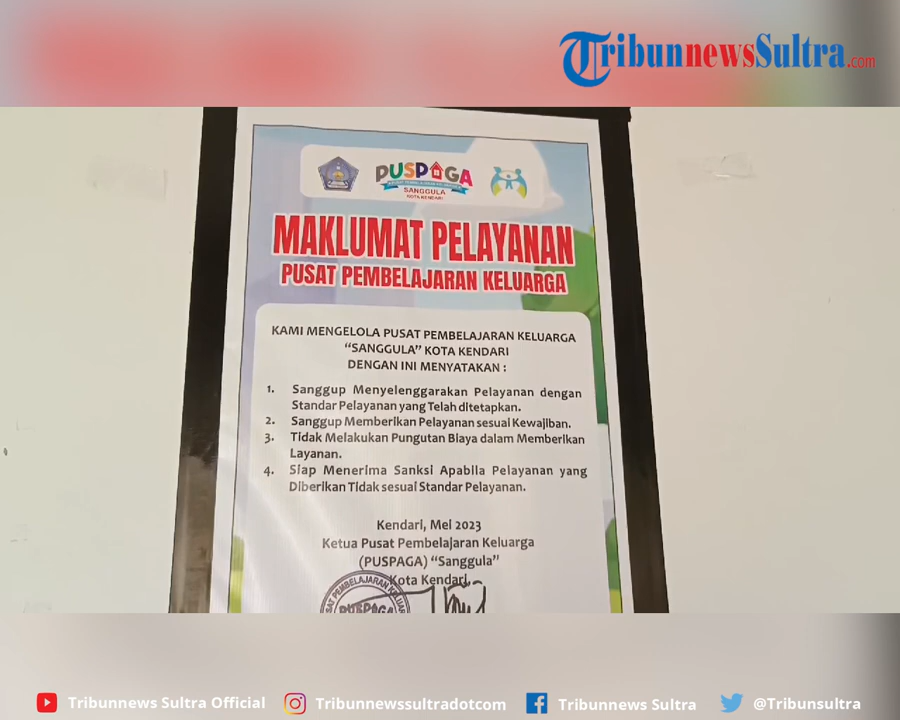 TribunnewsSultra.com
PUSPAGA
SANGGULA
KOTA KENDARI
MAKLUMAT PELAYANAN
PUSAT PEMBELAJARAN KELUARGA
KAMI MENGELOLA PUSAT PEMBELAJARAN KELUARGA
“SANGGULA” KOTA KENDARI
DENGAN INI MENYATAKAN :
1. Sanggup Menyelenggarakan Pelayanan dengan
Standar Pelayanan yang Telah ditetapkan.
2. Sanggup Memberikan Pelayanan sesuai Kewajiban.
3. Tidak Melakukan Pungutan Biaya dalam Memberikan
Layanan.
4. Siap Menerima Sanksi Apabila Pelayanan yang
Diberikan Tidak sesuai Standar Pelayanan.
Kendari, Mei 2023
Ketua Pusat Pembelajaran Keluarga
(PUSPAGA) “Sanggula”
Kota Kendari,
PEMBELAJARAN
PUSPAGA
Tribunnews Sultra Official
Tribunnewssultradotcom
Tribunnews Sultra
@Tribunsultra